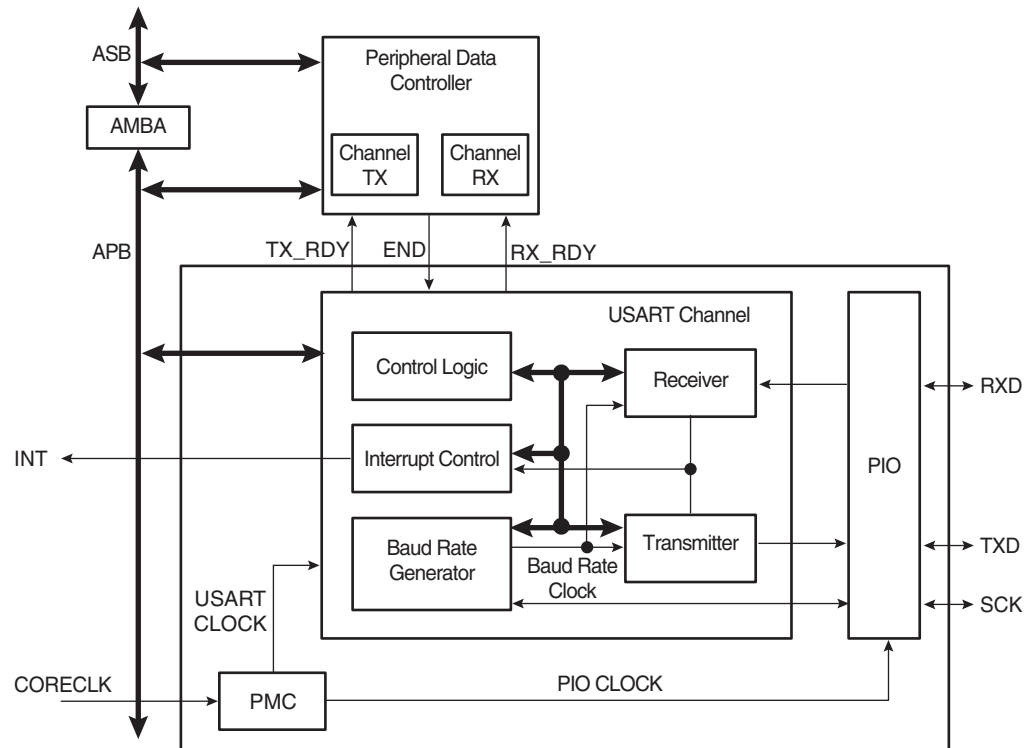 ASB
Peripheral Data
Controller
AMBA
Channel
TX
Channel
RX
APB
TX_RDY
END
RX_RDY
USART Channel
Control Logic
Receiver
RXD
INT
Interrupt Control
PIO
Baud Rate
Generator
Transmitter
TXD
Baud Rate
Clock
USART
CLOCK
SCK
CORECLK
PMC
PIO CLOCK